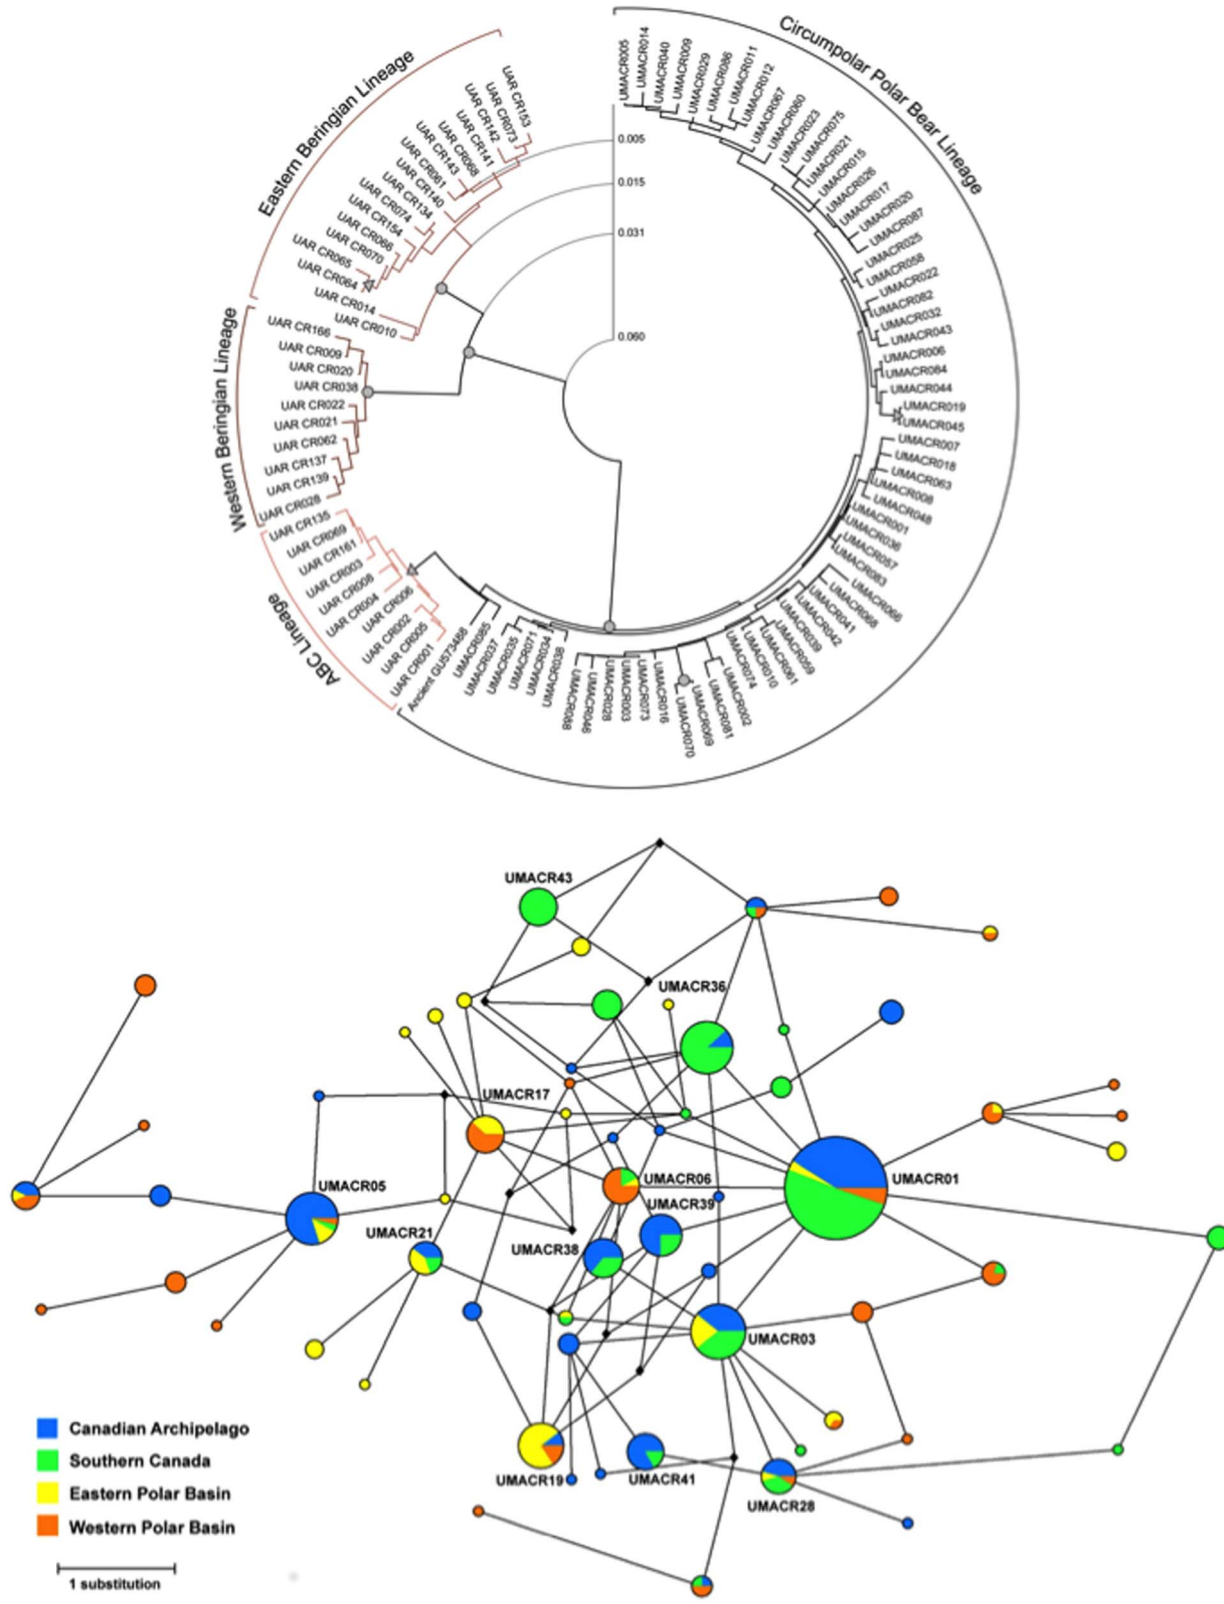 Eastern Beringian Lineage
UAR CR153
UAR CR073
UAR CR142
UAR CR141
UAR CR068
UAR CR143
UAR CR061
UAR CR140
UAR CR134
UAR CR074
UAR CR154
UAR CR066
UAR CR070
UAR CR065
UAR CR064
UAR CR014
UAR CR010
Western Beringian Lineage
UAR CR166
UAR CR009
UAR CR020
UAR CR038
UAR CR022
UAR CR021
UAR CR062
UAR CR137
UAR CR139
UAR CR028
ABC Lineage
UAR CR135
UAR CR069
UAR CR161
UAR CR003
UAR CR008
UAR CR004
UAR CR006
UAR CR002
UAR CR005
UAR CR001
Circumpolar Polar Bear Lineage
UMACR005
UMACR014
UMACR040
UMACR009
UMACR029
UMACR086
UMACR011
UMACR012
UMACR067
UMACR060
UMACR023
UMACR075
UMACR021
UMACR015
UMACR026
UMACR017
UMACR020
UMACR087
UMACR025
UMACR058
UMACR022
UMACR082
UMACR032
UMACR043
UMACR006
UMACR084
UMACR044
UMACR019
UMACR045
UMACR007
UMACR018
UMACR063
UMACR008
UMACR048
UMACR001
UMACR036
UMACR057
UMACR083
UMACR066
UMACR068
UMACR041
UMACR042
UMACR039
UMACR059
UMACR061
UMACR010
UMACR074
UMACR002
UMACR081
UMACR069
UMACR070
UMACR016
UMACR073
UMACR003
UMACR028
UMACR046
UMACR088
UMACR038
UMACR034
UMACR071
UMACR035
UMACR037
UMACR085
Ancient GU573488
0.005
0.015
0.031
0.060
UMACR43
UMACR36
UMACR17
UMACR06
UMACR01
UMACR05
UMACR39
UMACR21
UMACR38
UMACR03
UMACR19
UMACR41
UMACR28
Canadian Archipelago
Southern Canada
Eastern Polar Basin
Western Polar Basin
1 substitution